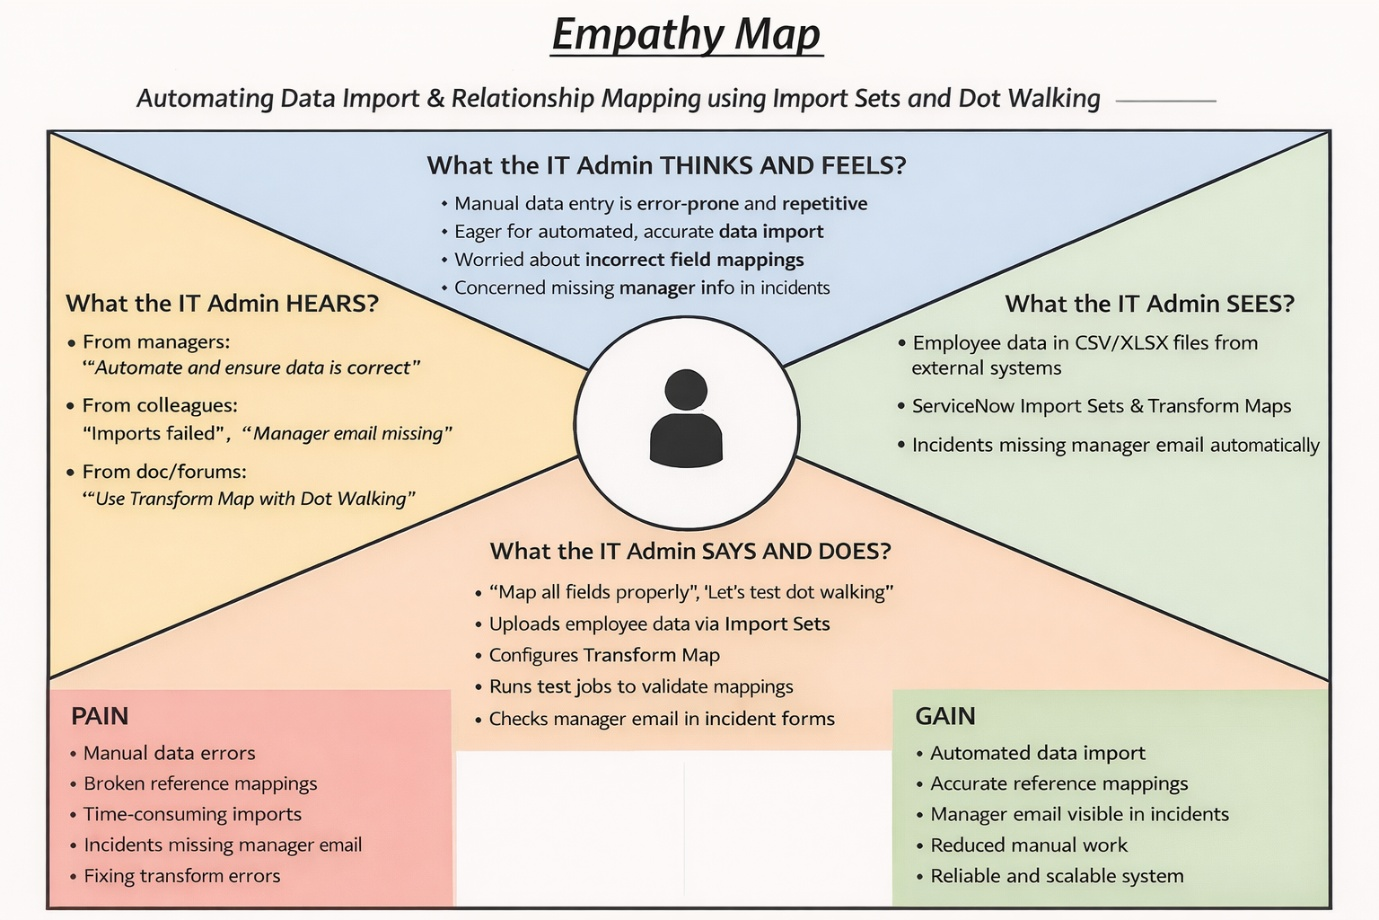 Empathy Map
Automating Data Import & Relationship Mapping using Import Sets and Dot Walking
What the IT Admin THINKS AND FEELS?
• Manual data entry is error-prone and repetitive
• Eager for automated, accurate data import
• Worried about incorrect field mappings
• Concerned missing manager info in incidents
What the IT Admin HEARS?
• From managers:
‘“Automate and ensure data is correct”
• From colleagues:
“Imports failed”, “Manager email missing”
• From doc/forums:
‘“Use Transform Map with Dot Walking”
What the IT Admin SEES?
• Employee data in CSV/XLSX files from
external systems
• ServiceNow Import Sets & Transform Maps
• Incidents missing manager email automatically
What the IT Admin SAYS AND DOES?
• “Map all fields properly”, 'Let's test dot walking”
• Uploads employee data via Import Sets
• Configures Transform Map
• Runs test jobs to validate mappings
• Checks manager email in incident forms
PAIN
• Manual data errors
• Broken reference mappings
• Time-consuming imports
• Incidents missing manager email
• Fixing transform errors
GAIN
• Automated data import
• Accurate reference mappings
• Manager email visible in incidents
• Reduced manual work
• Reliable and scalable system